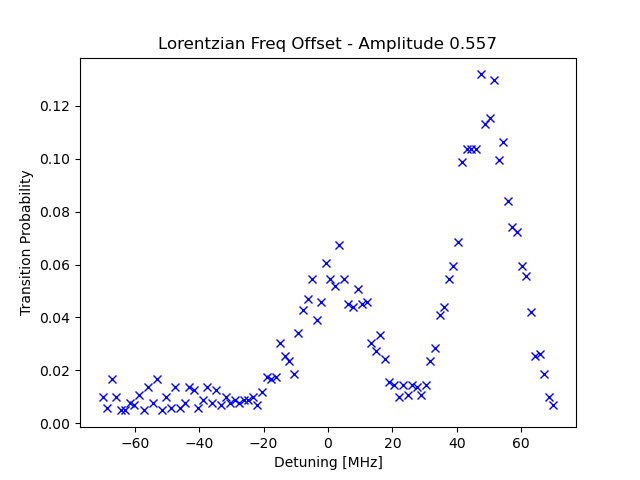 Lorentzian Freq Offset - Amplitude 0.557
Transition Probability
0.12
0.10
0.08
0.06
0.04
0.02
0.00
−60 −40 −20 0 20 40 60
Detuning [MHz]